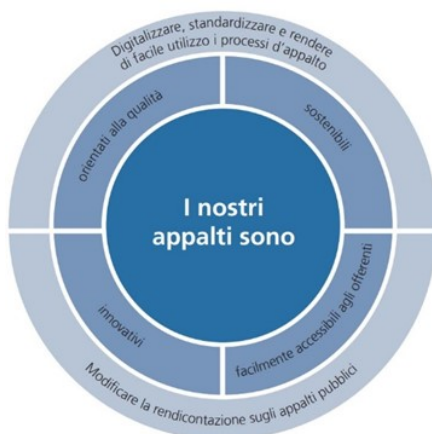 Digitalizzare, standardizzare e rendere
di facile utilizzo i processi d'appalto
orientati alla qualità
sostenibili
I nostri
appalti sono
innovativi
facilmente accessibili agli offerenti
Modificare la rendicontazione sugli appalti pubblici